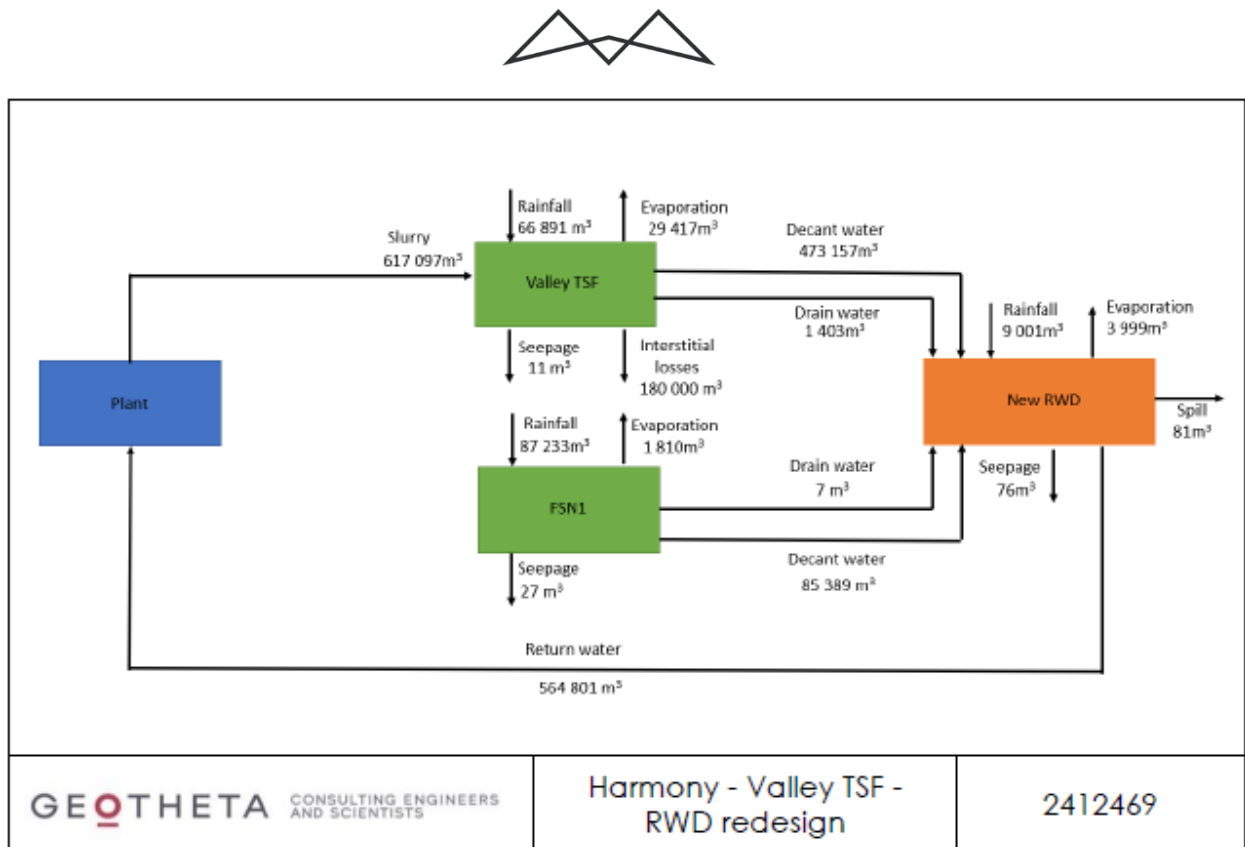 Rainfall
66 891 m³
Evaporation
29 417m³
Decant water
473 157m³
Slurry
617 097m³
Valley TSF
Drain water
1 403m³
Rainfall
9 001m³
Evaporation
3 999m³
Seepage
11 m³
Interstitial
losses
180 000 m³
Plant
New RWD
Spill
81m³
Rainfall
87 233m³
Evaporation
1 810m³
Drain water
7 m³
Seepage
76m³
FSN1
Seepage
27 m³
Decant water
85 389 m³
Return water
564 801 m³
GEOTHETA CONSULTING ENGINEERS
AND SCIENTISTS
Harmony - Valley TSF -
RWD redesign
2412469